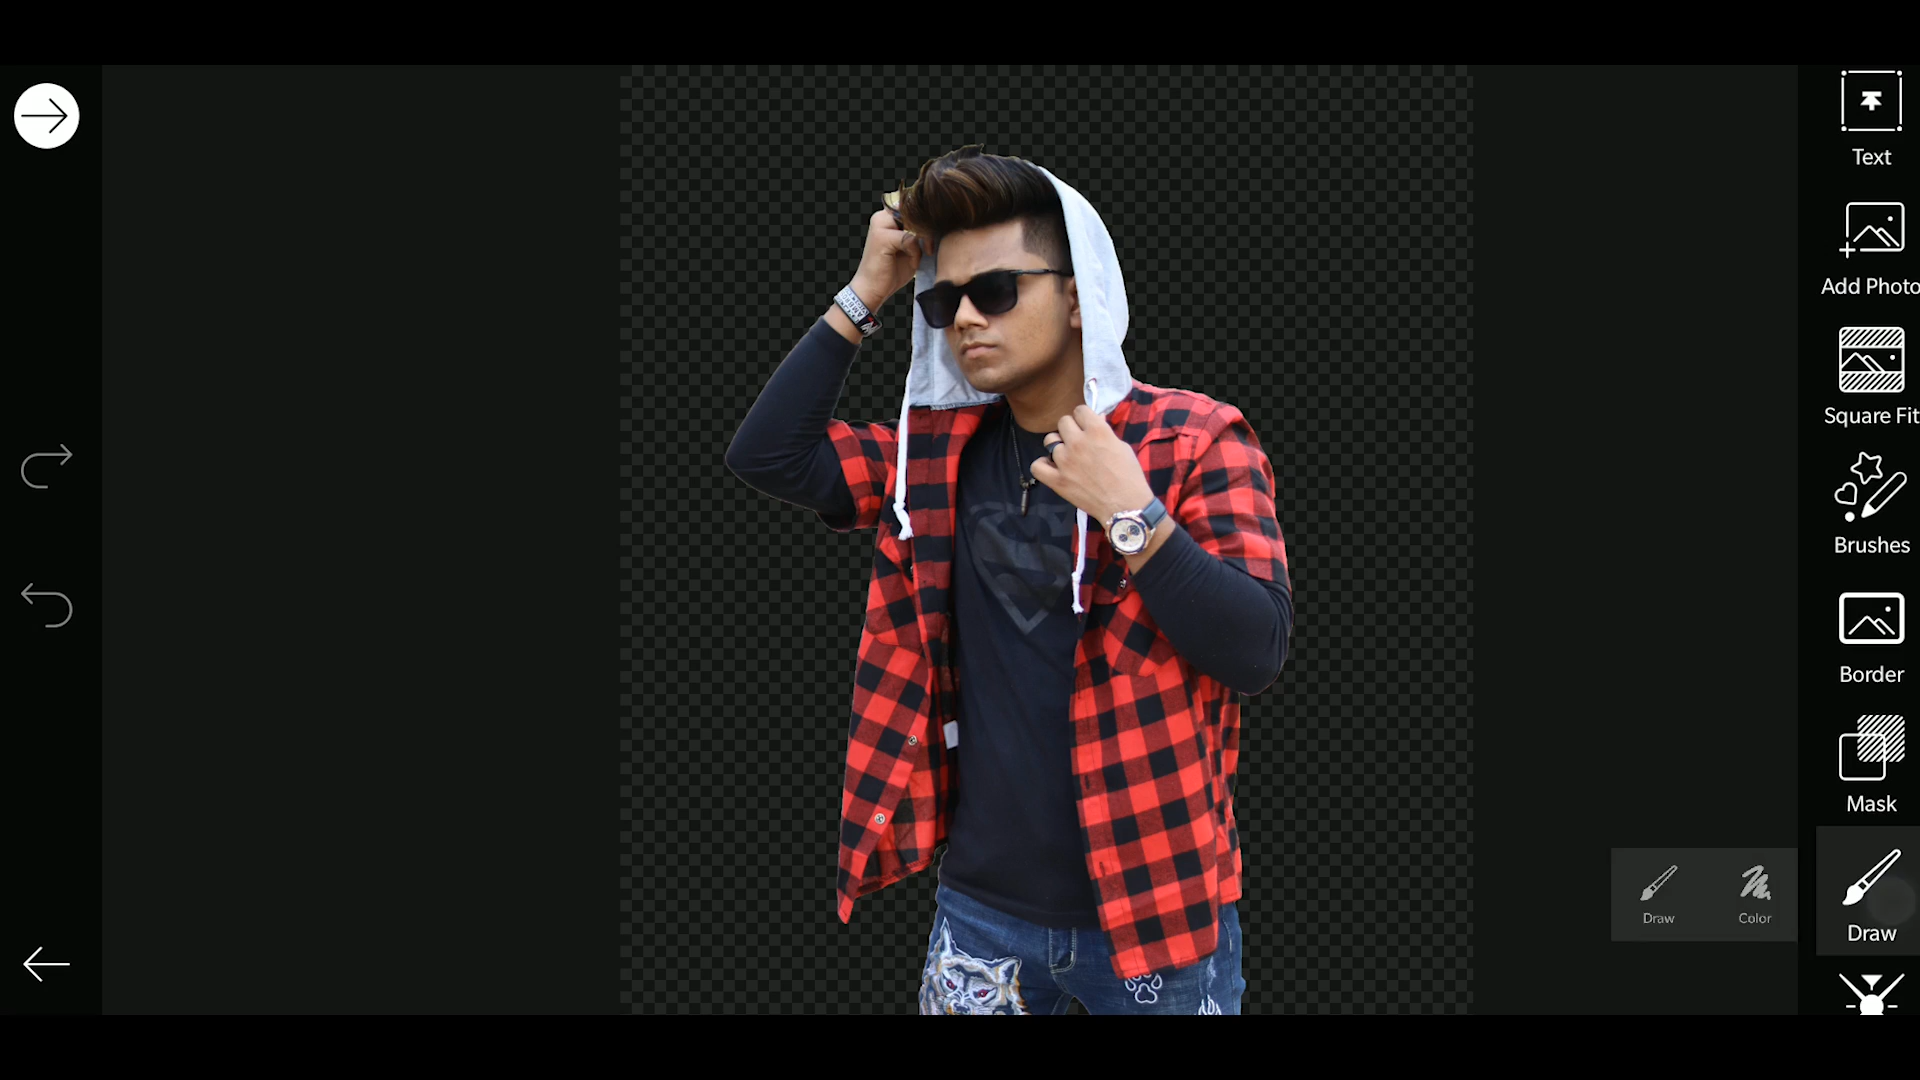 Text
Add Photo
Square Fit
Brushes
Border
Mask
Draw
Draw
Color